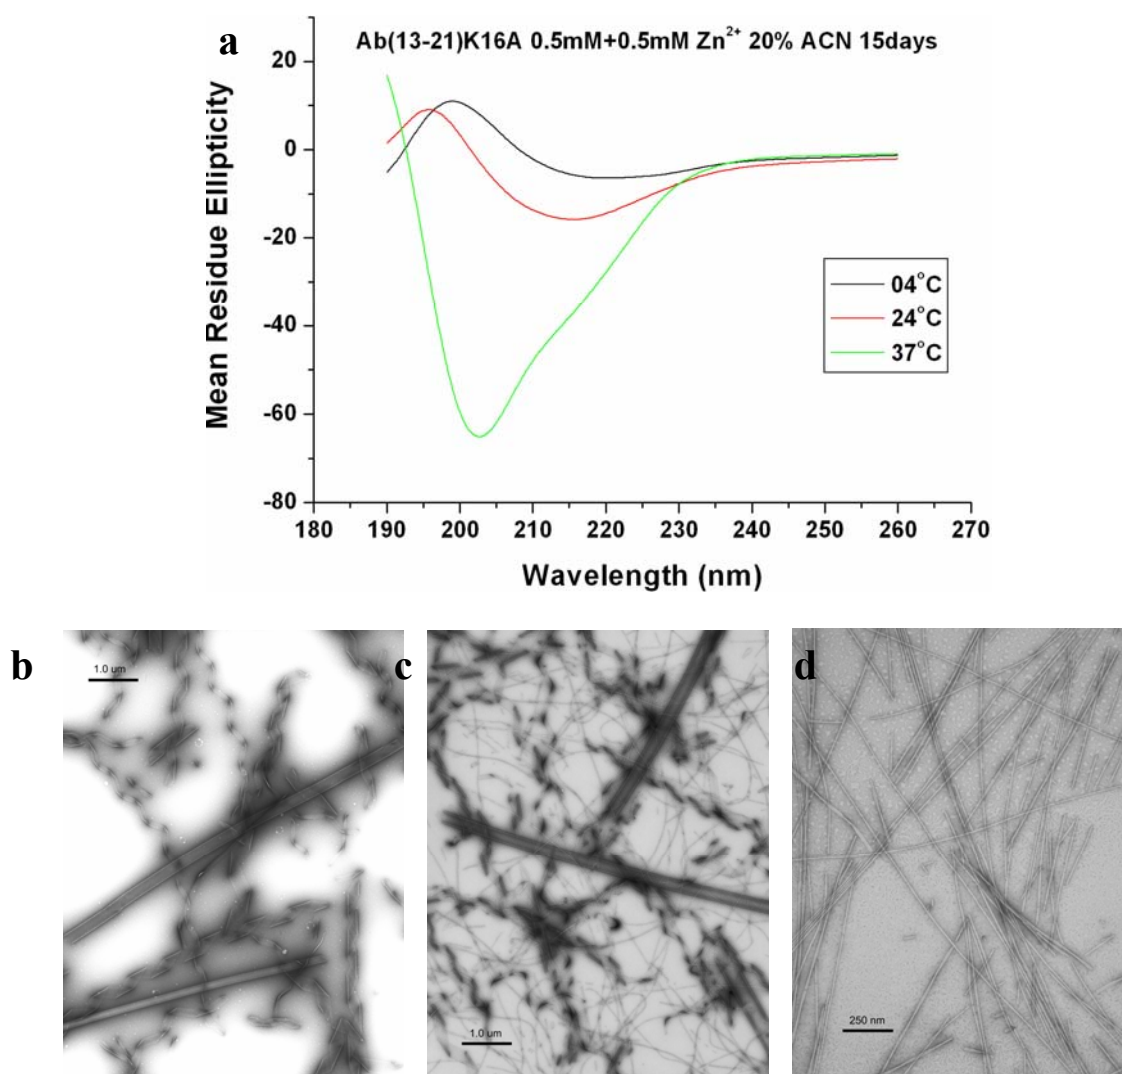 a
Ab(13-21)K16A 0.5mM+0.5mM Zn²⁺ 20% ACN 15days
Mean Residue Ellipticity
20
0
-20
-40
-60
-80
04°C
24°C
37°C
180 190 200 210 220 230 240 250 260 270
Wavelength (nm)
b c d
1.0 um
1.0 um
250 nm